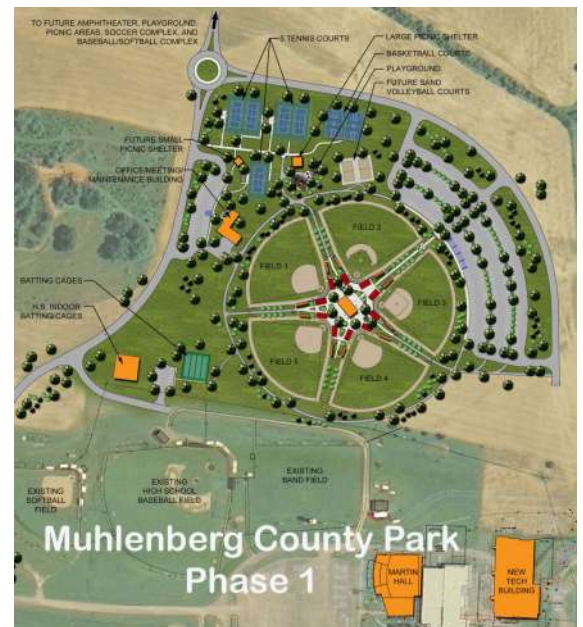 TO FUTURE AMPHITHEATER, PLAYGROUND,
PICNIC AREAS, SOCCER COMPLEX, AND
BASEBALL/SOFTBALL COMPLEX
5 TENNIS COURTS
LARGE PICNIC SHELTER
BASKETBALL COURTS
PLAYGROUND
FUTURE SAND
VOLLEYBALL COURTS
FUTURE SMALL
PICNIC SHELTER
OFFICE/MEETING/
MAINTENANCE BUILDING
FIELD 2
FIELD 1
FIELD 3
BATTING CAGES
H.S. INDOOR
BATTING CAGES
FIELD 5
FIELD 4
EXISTING
SOFTBALL
FIELD
EXISTING
HIGH SCHOOL
BASEBALL FIELD
EXISTING
BAND FIELD
Muhlenberg County Park
Phase 1
MARTIN
HALL
NEW
TECH
BUILDING